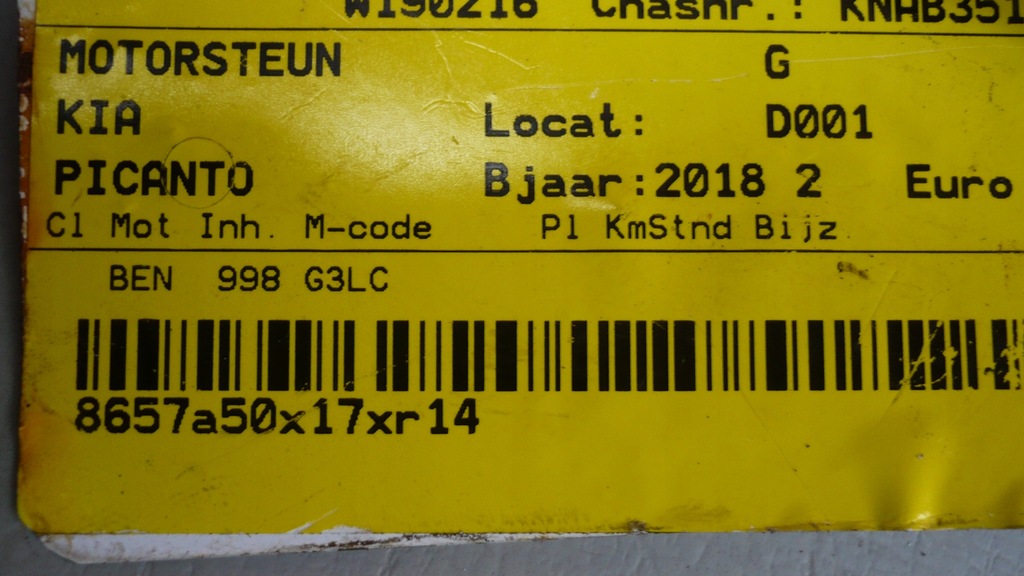 W190216 Chasnr.: KNAB351
MOTORSTEUN G
KIA Locat: D001
PICANTO Bjaar:2018 2 Euro
Cl Mot Inh. M-code Pl KmStnd Bijz.
BEN 998 G3LC
8657a50x17xr14